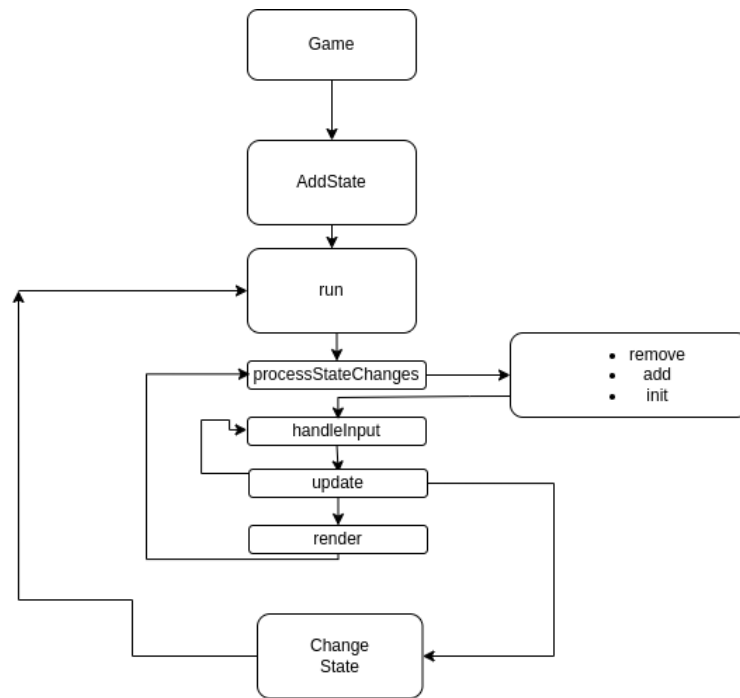 Game
AddState
run
processStateChanges
• remove
• add
• init
handleInput
update
render
Change
State